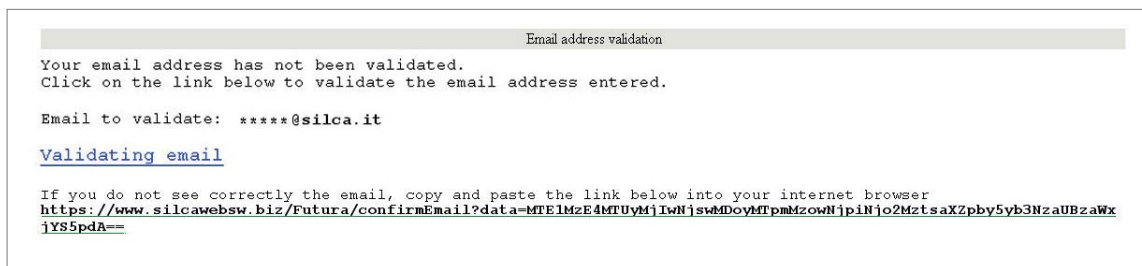 Email address validation
Your email address has not been validated.
Click on the link below to validate the email address entered.
Email to validate: *****@silca.it
Validating email
If you do not see correctly the email, copy and paste the link below into your internet browser
https://www.silcawebsw.biz/Futura/confirmEmail?data=MTE1MzE4MTUyMjIwNjswMDoyMTpmMzowNjpiNjo2MztsaXZpby5yb3NzaUBzaWx
jYS5pdA==